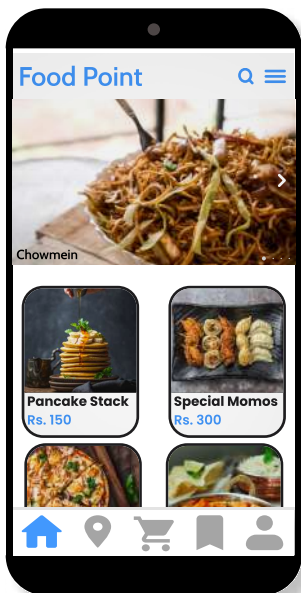 Food Point
Chowmein
Pancake Stack
Special Momos
Rs. 150
Rs. 300